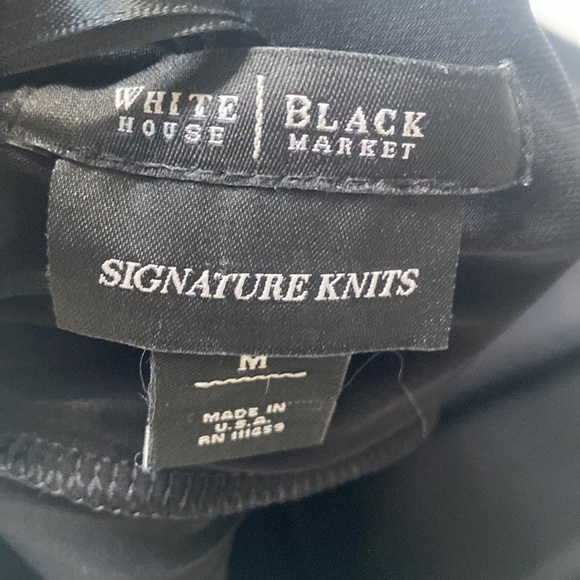 WHITE | BLACK
HOUSE | MARKET
SIGNATURE KNITS
M
MADE IN
U.S.A.
RN 111659